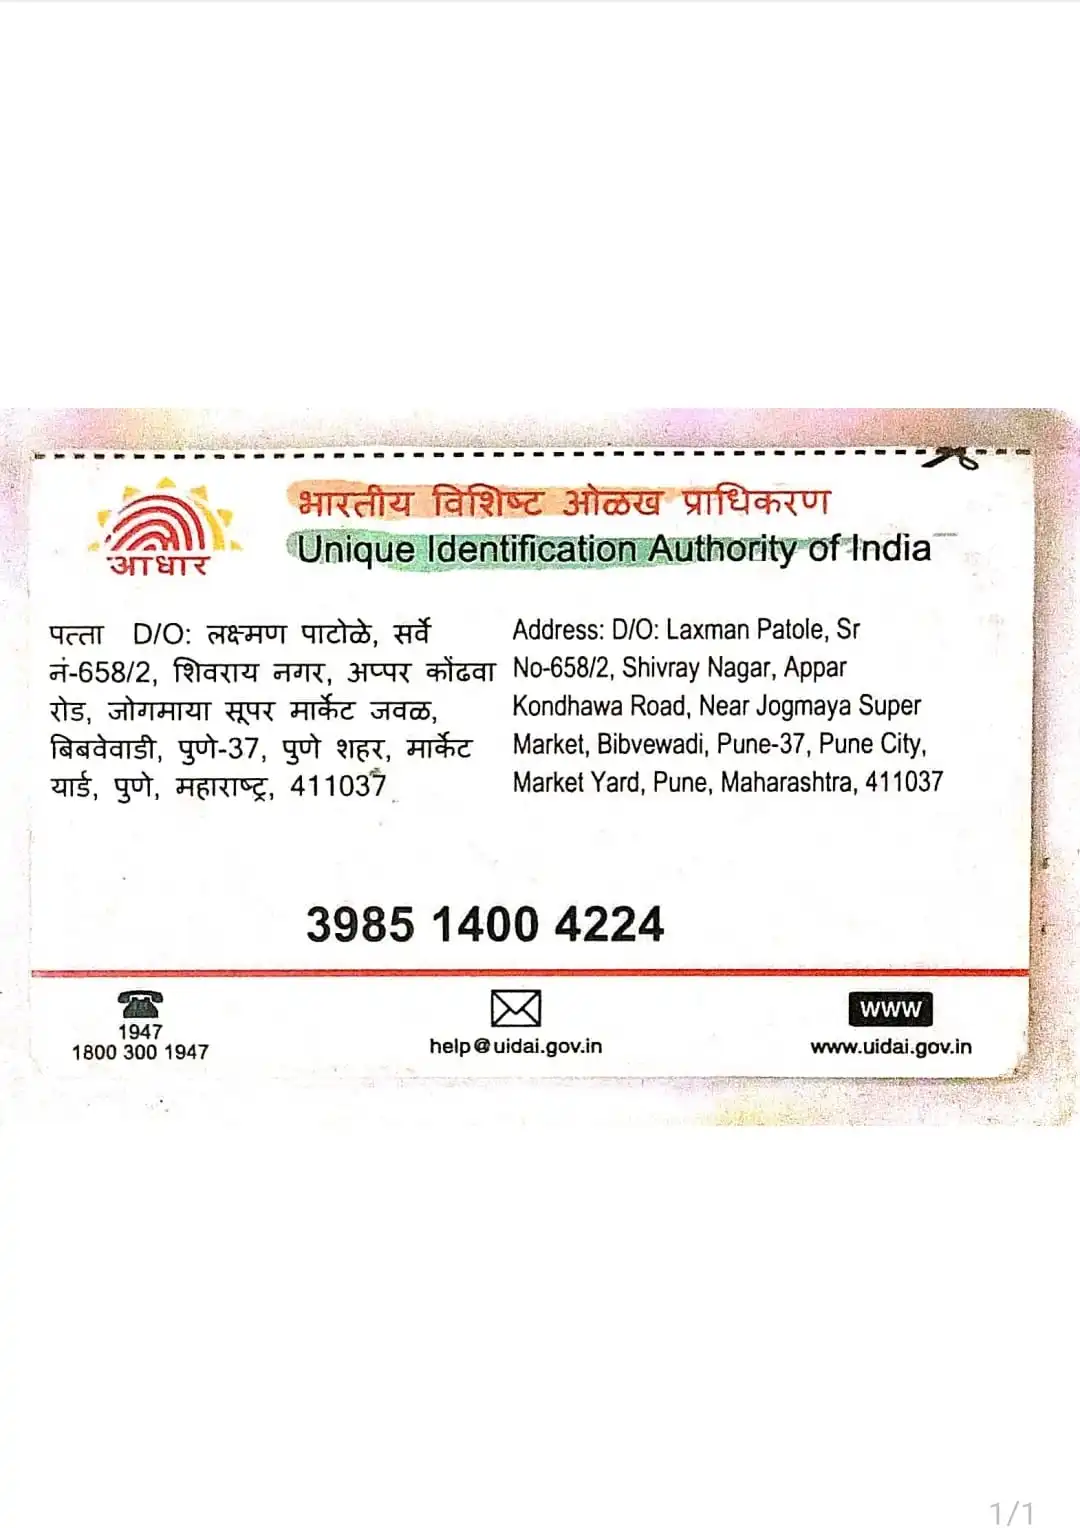 भारतीय विशिष्ट ओळख प्राधिकरण
Unique Identification Authority of India
आधार
पत्ता D/O: लक्ष्मण पाटोळे, सर्वे
नं-658/2, शिवराय नगर, अप्पर कोंढवा
रोड, जोगमाया सूपर मार्केट जवळ,
बिबवेवाडी, पुणे-37, पुणे शहर, मार्केट
यार्ड, पुणे, महाराष्ट्र, 411037
Address: D/O: Laxman Patole, Sr
No-658/2, Shivray Nagar, Appar
Kondhawa Road, Near Jogmaya Super
Market, Bibvewadi, Pune-37, Pune City,
Market Yard, Pune, Maharashtra, 411037
3985 1400 4224
1947
1800 300 1947
help@uidai.gov.in
www
www.uidai.gov.in
1/1